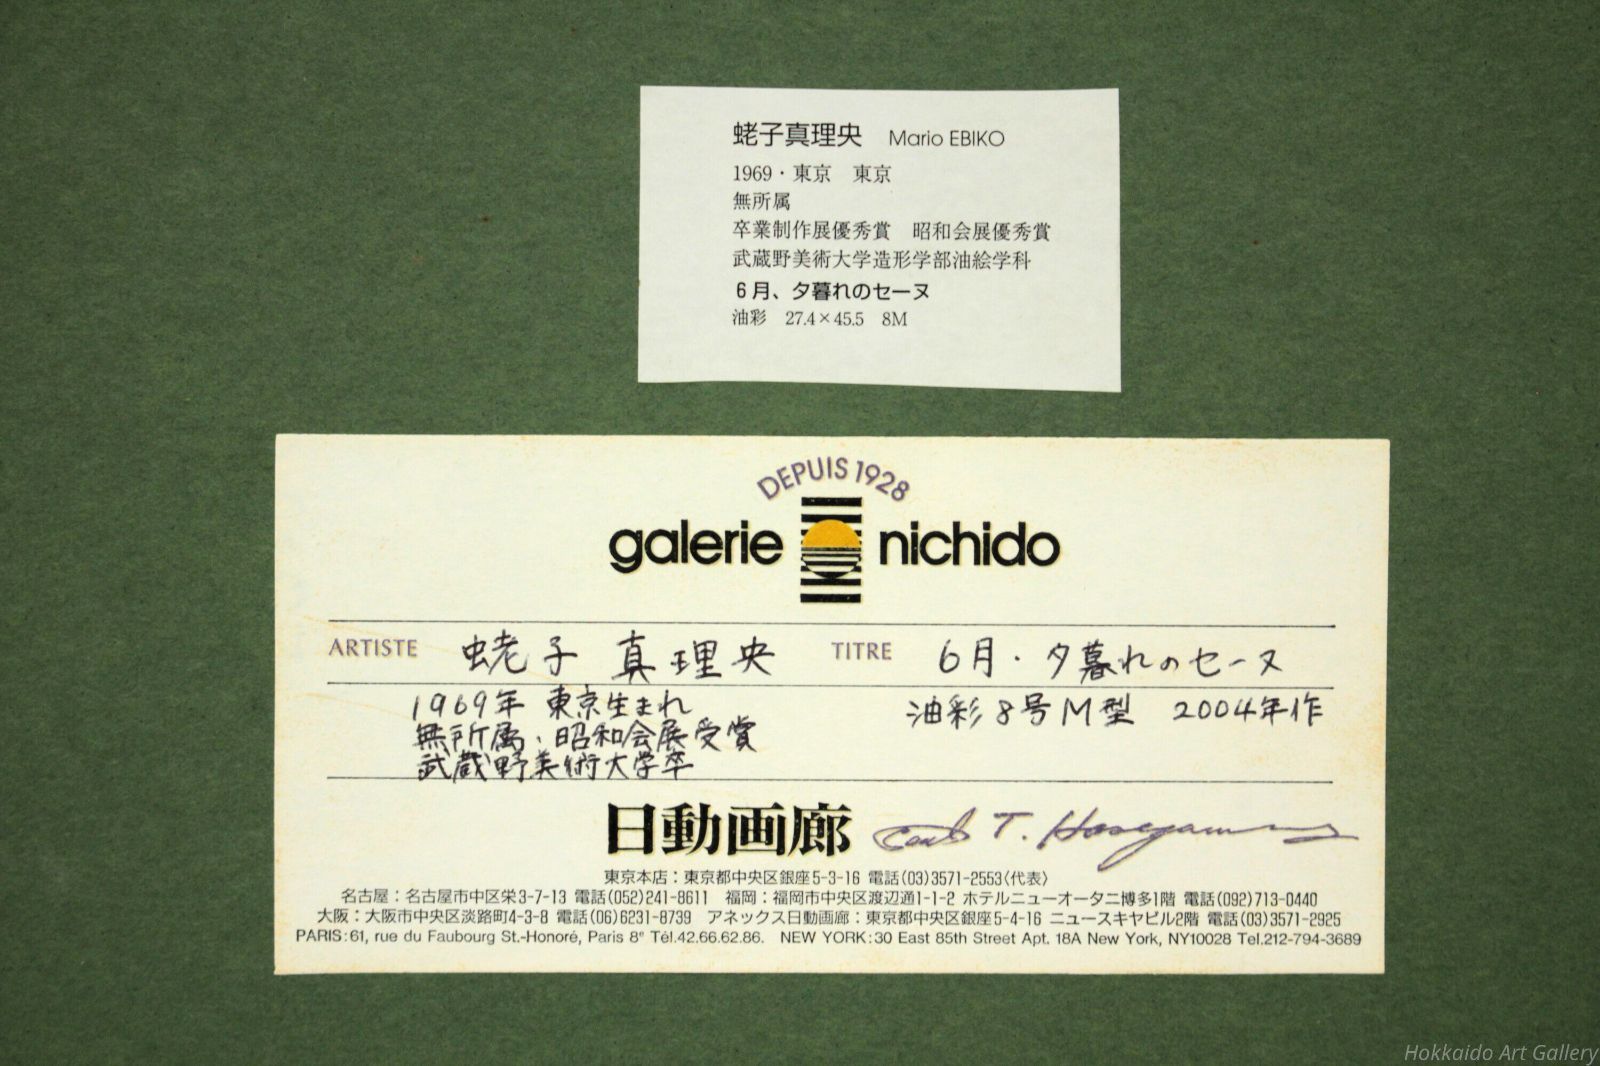 蛯子真理央 Mario EBIKO
1969・東京 東京
無所属
卒業制作展優秀賞 昭和会展優秀賞
武蔵野美術大学造形学部油絵学科
6月、夕暮れのセーヌ
油彩 27.4×45.5 8M
DEPUIS 1928
galerie nichido
ARTISTE 蛯子 真理央 TITRE 6月・夕暮れのセーヌ
1969年 東京生まれ 油彩8号M型 2004年作
無所属・昭和会展受賞
武蔵野美術大学卒
日動画廊 T. Hasegawa
東京本店：東京都中央区銀座5-3-16 電話(03)3571-2553〈代表〉
名古屋：名古屋市中区栄3-7-13 電話(052)241-8611 福岡：福岡市中央区渡辺通1-1-2 ホテルニューオータニ博多1階 電話(092)713-0440
大阪：大阪市中央区淡路町4-3-8 電話(06)6231-8739 アネックス日動画廊：東京都中央区銀座5-4-16 ニュースキヤビル2階 電話(03)3571-2925
PARIS:61, rue du Faubourg St.-Honoré, Paris 8e Tél.42.66.62.86. NEW YORK:30 East 85th Street Apt. 18A New York, NY10028 Tel.212-794-3689
Hokkaido Art Gallery